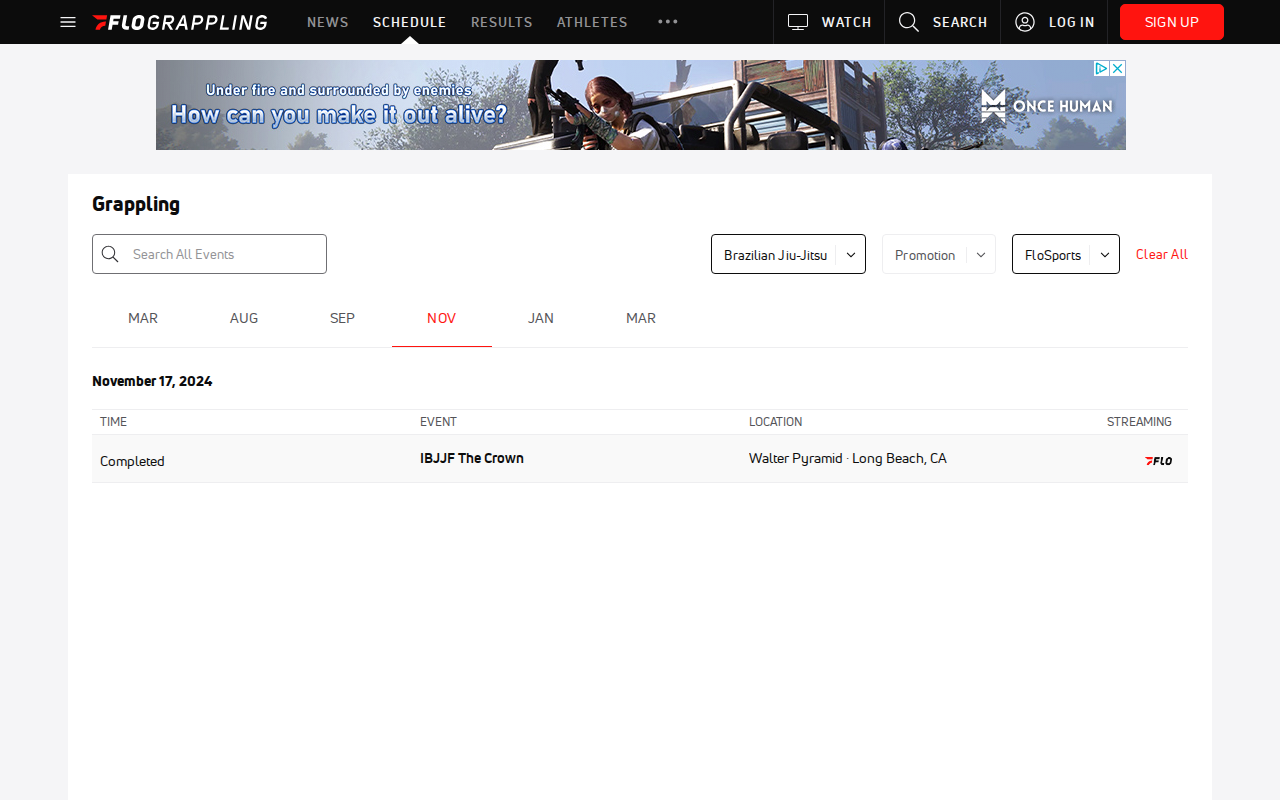 FLOGRAPPLING
NEWS
SCHEDULE
RESULTS
ATHLETES
WATCH
SEARCH
LOG IN
SIGN UP
Under fire and surrounded by enemies
How can you make it out alive?
ONCE HUMAN
Grappling
Search All Events
Brazilian Jiu-Jitsu
Promotion
FloSports
Clear All
MAR
AUG
SEP
NOV
JAN
MAR
November 17, 2024
TIME
EVENT
LOCATION
STREAMING
Completed
IBJJF The Crown
Walter Pyramid · Long Beach, CA
FLO